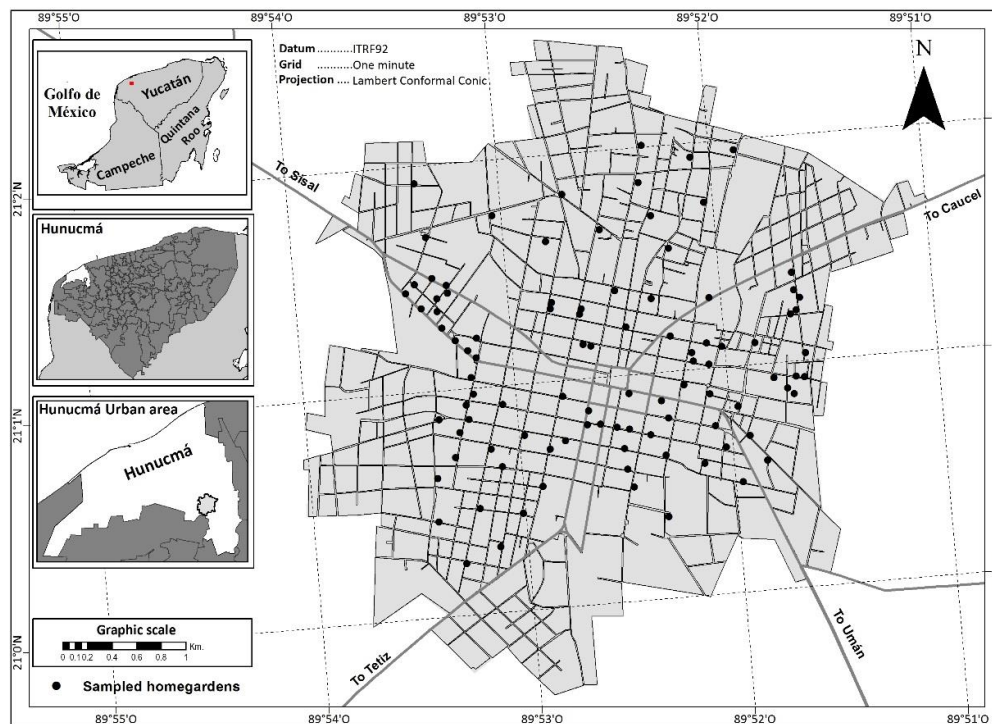 89°55'O 89°54'O 89°53'O 89°52'O 89°51'O
Datum ...........ITRF92
Grid ...........One minute
Projection .... Lambert Conformal Conic
N
Golfo de
México
Yucatán
Quintana
Roo
Campeche
To Sisal
To Caucel
21°2'N
Hunucmá
21°1'N
Hunucmá Urban area
Hunucmá
Graphic scale
Km.
0 0.10.2 0.4 0.6 0.8 1
21°0'N
To Tetiz
To Umán
Sampled homegardens
89°55'O 89°54'O 89°53'O 89°52'O 89°51'O